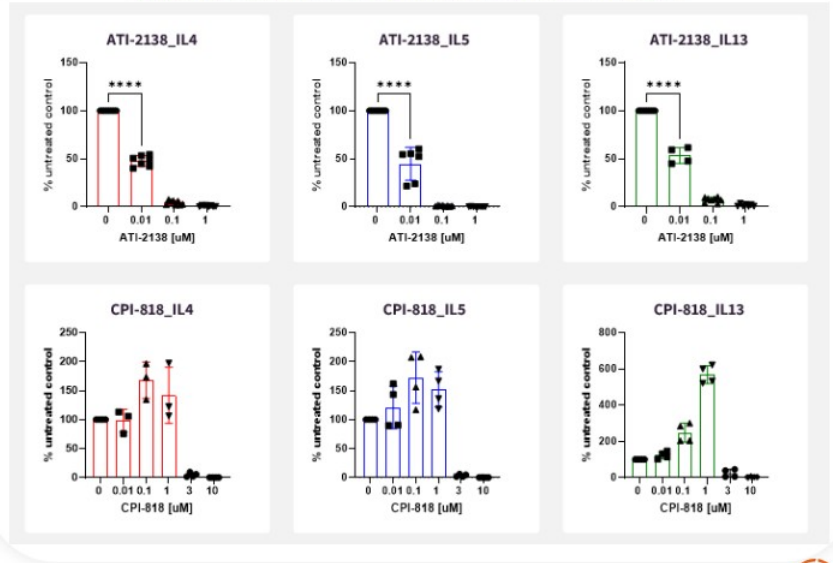 ATI-2138_IL4
150
100
50
0
% untreated control
****
0 0.01 0.1 1
ATI-2138 [uM]
ATI-2138_IL5
150
100
50
0
% untreated control
****
0 0.01 0.1 1
ATI-2138 [uM]
ATI-2138_IL13
150
100
50
0
% untreated control
****
0 0.01 0.1 1
ATI-2138 [uM]
CPI-818_IL4
250
200
150
100
50
0
% untreated control
0 0.01 0.1 1 3 10
CPI-818 [uM]
CPI-818_IL5
250
200
150
100
50
0
% untreated control
0 0.01 0.1 1 3 10
CPI-818 [uM]
CPI-818_IL13
800
600
400
200
0
% untreated control
0 0.01 0.1 1 3 10
CPI-818 [uM]